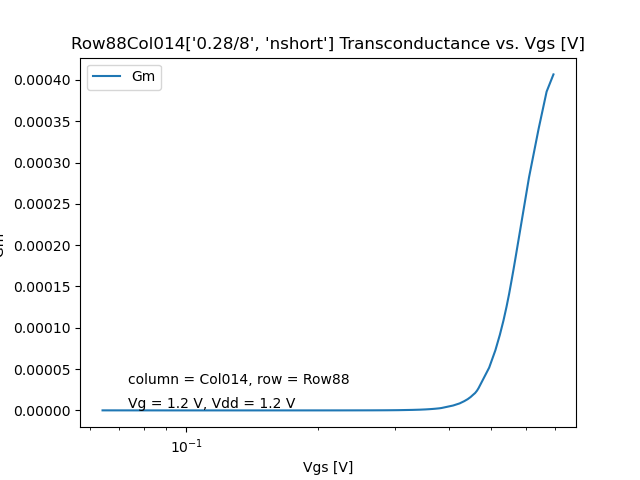 Row88Col014['0.28/8', 'nshort'] Transconductance vs. Vgs [V]
Gm
0.00040
0.00035
0.00030
0.00025
0.00020
0.00015
0.00010
0.00005
0.00000
column = Col014, row = Row88
Vg = 1.2 V, Vdd = 1.2 V
10⁻¹
Vgs [V]